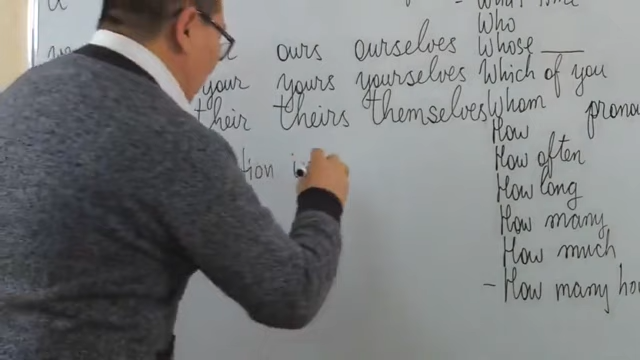 ours ourselves
your yours yourselves
their theirs themselves
Who
Whose ____
Which of you
Whom
How
How often
How long
How many
How much
- How many